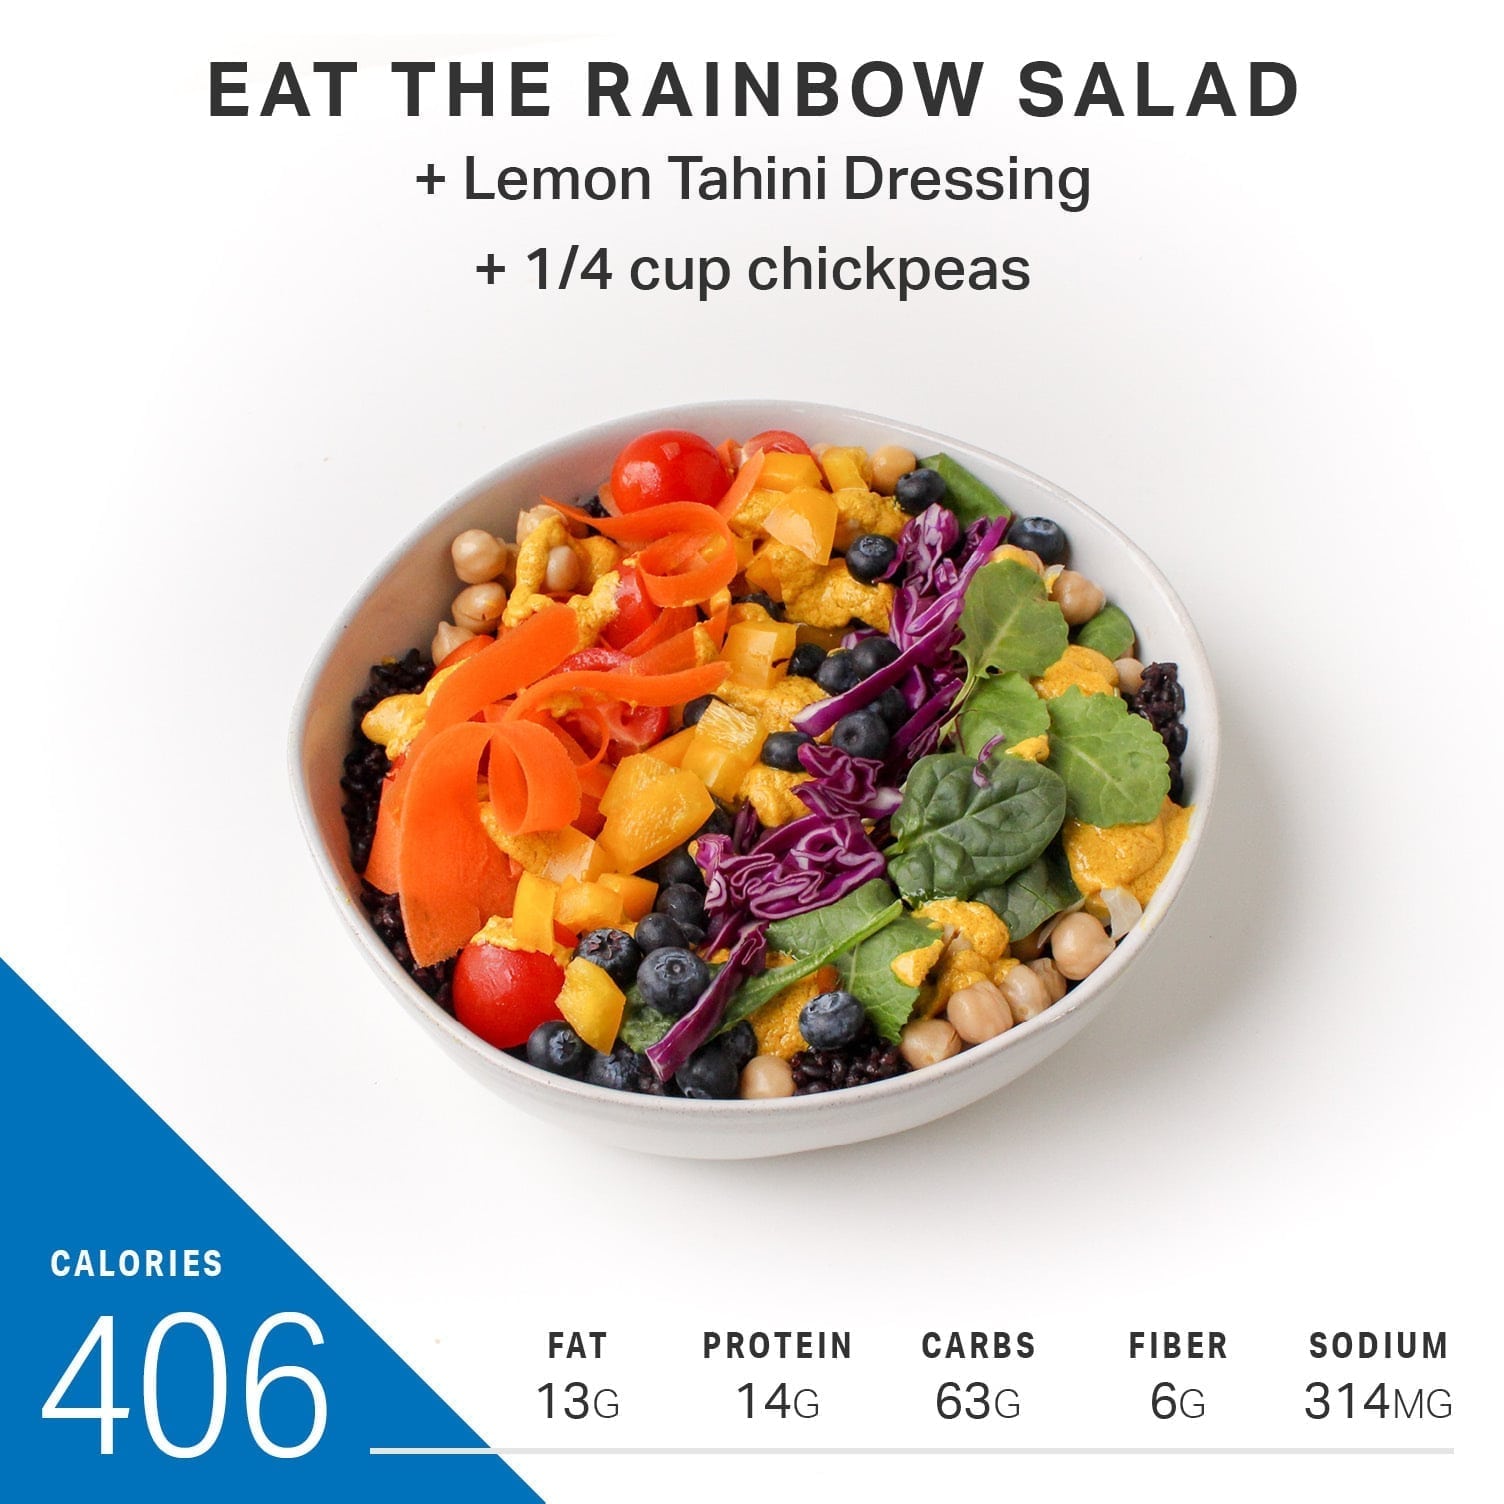 EAT THE RAINBOW SALAD
+ Lemon Tahini Dressing
+ 1/4 cup chickpeas
CALORIES
406
FAT PROTEIN CARBS FIBER SODIUM
13G 14G 63G 6G 314MG